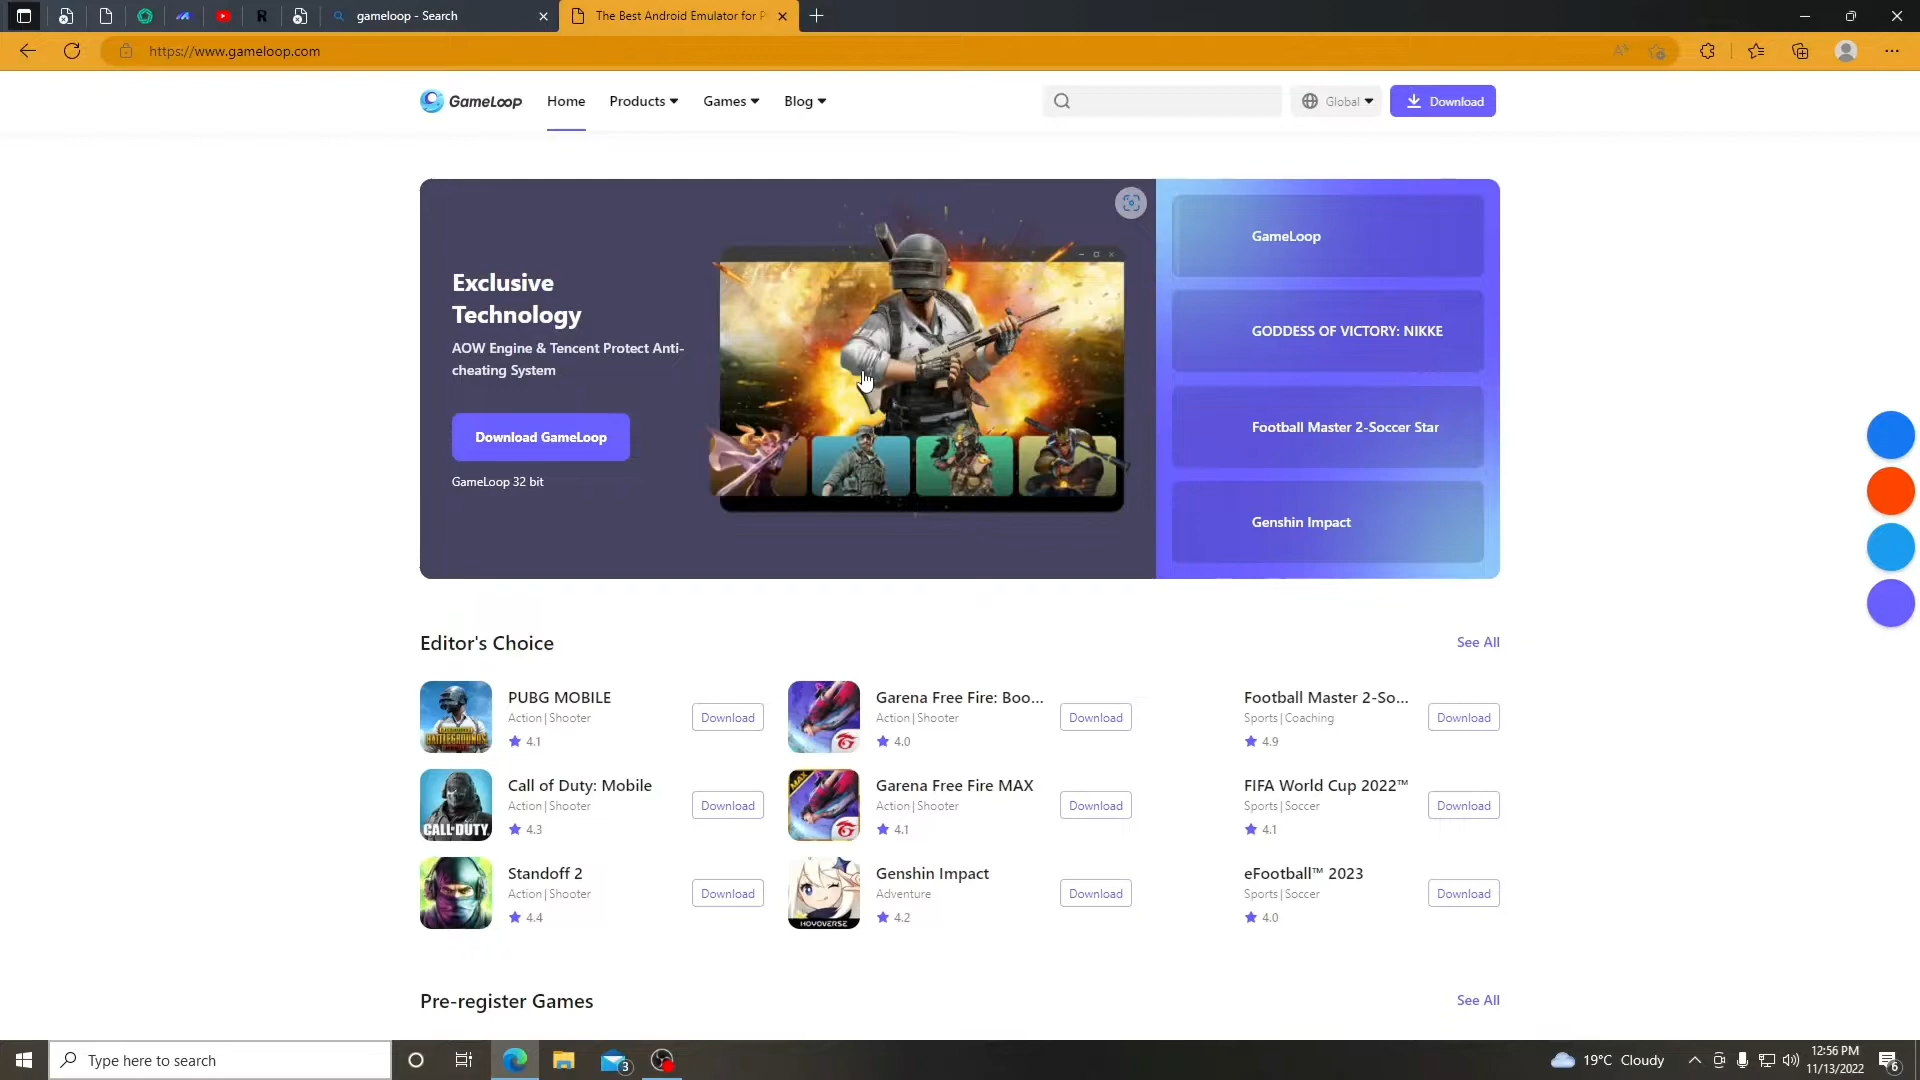 gameloop - Search
The Best Android Emulator for P
https://www.gameloop.com
GameLoop
Home
Products
Games
Blog
Global
Download
Exclusive
Technology
AOW Engine & Tencent Protect Anti-
cheating System
Download GameLoop
GameLoop 32 bit
GameLoop
GODDESS OF VICTORY: NIKKE
Football Master 2-Soccer Star
Genshin Impact
Editor's Choice
See All
PUBG MOBILE
Action|Shooter
4.1
Download
Garena Free Fire: Boo...
Action|Shooter
4.0
Download
Football Master 2-So...
Sports|Coaching
4.9
Download
CALL·DUTY
Call of Duty: Mobile
Action|Shooter
4.3
Download
MAX
Garena Free Fire MAX
Action|Shooter
4.1
Download
FIFA World Cup 2022™
Sports|Soccer
4.1
Download
Standoff 2
Action|Shooter
4.4
Download
HOYOVERSE
Genshin Impact
Adventure
4.2
Download
eFootball™ 2023
Sports|Soccer
4.0
Download
Pre-register Games
See All
Type here to search
3
19°C Cloudy
12:56 PM
11/13/2022
6